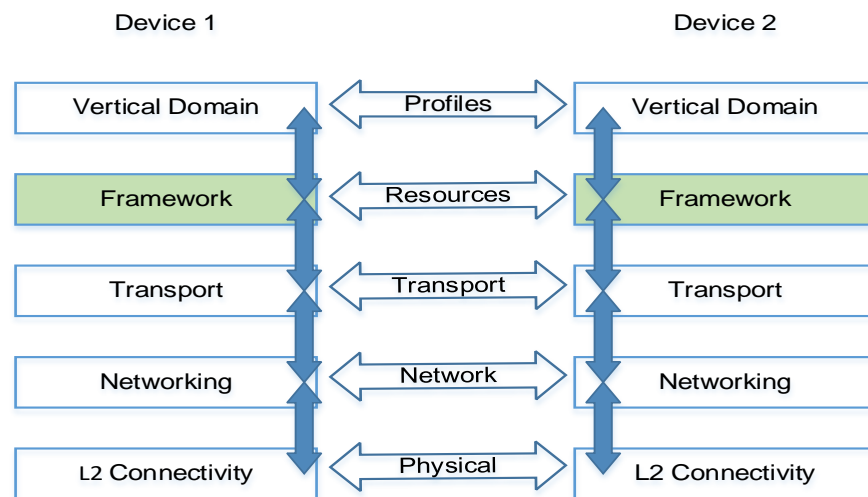 Device 1
Device 2
Vertical Domain
Profiles
Vertical Domain
Framework
Resources
Framework
Transport
Transport
Transport
Networking
Network
Networking
L2 Connectivity
Physical
L2 Connectivity